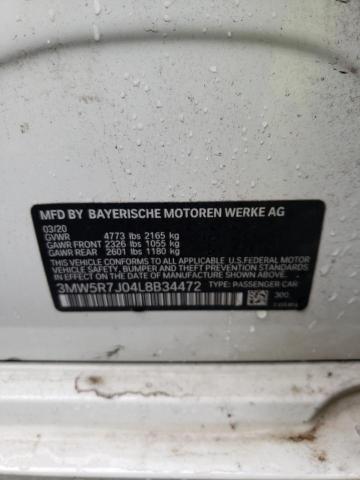 MFD BY BAYERISCHE MOTOREN WERKE AG
03/20
GVWR 4773 lbs 2165 kg
GAWR FRONT 2326 lbs 1055 kg
GAWR REAR 2601 lbs 1180 kg
THIS VEHICLE CONFORMS TO ALL APPLICABLE U.S.FEDERAL MOTOR
VEHICLE SAFETY, BUMPER, AND THEFT PREVENTION
STANDARDS IN EFFECT ON THE
DATE OF MANUFACTURE SHOWN ABOVE.
3MW5R7J04L8B34472 TYPE: PASSENGER CAR
300